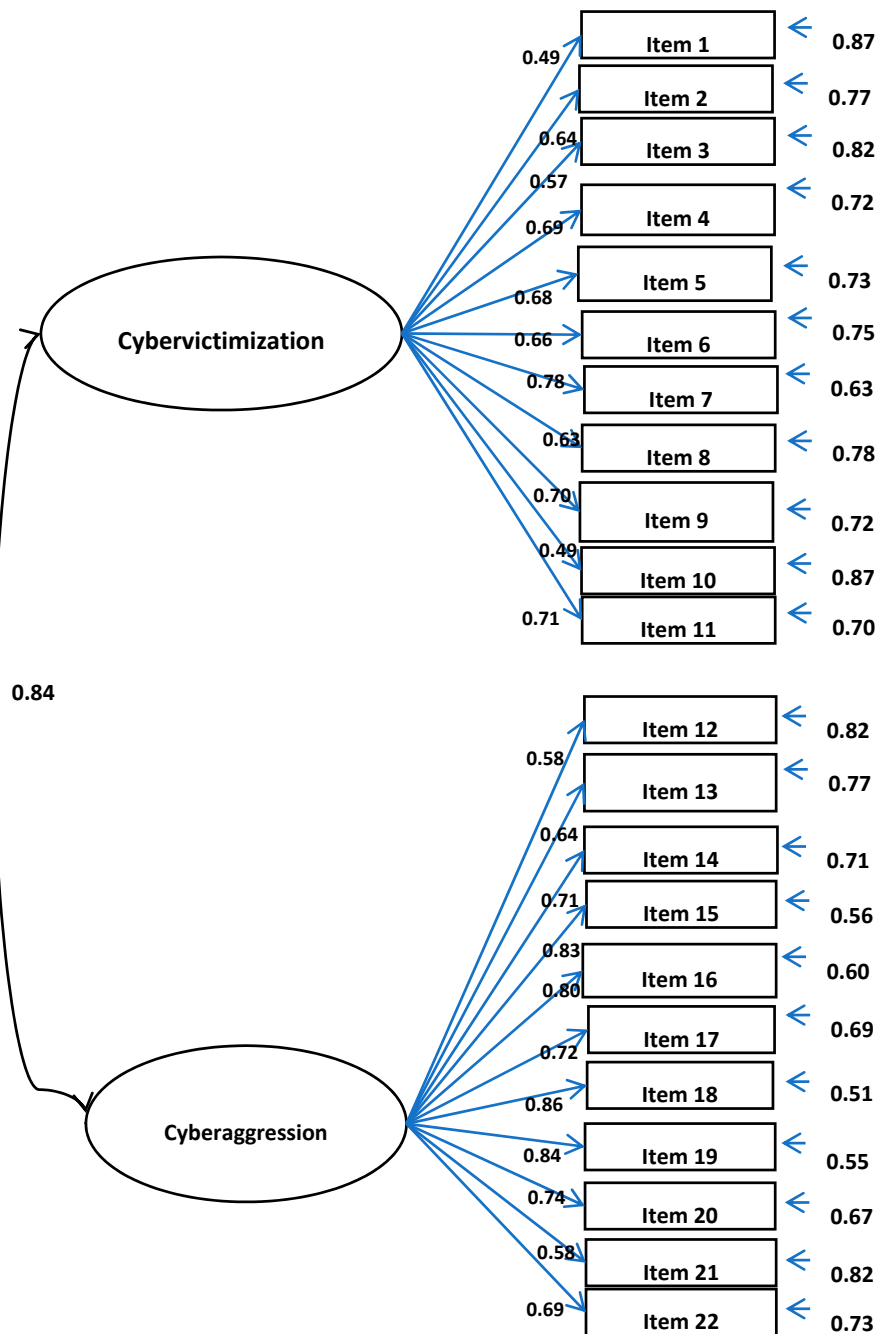 Item 1
0.87
0.49
Item 2
0.77
0.64
Item 3
0.82
0.57
Item 4
0.72
0.69
Item 5
0.73
0.68
Cybervictimization
Item 6
0.75
0.66
Item 7
0.63
0.78
Item 8
0.78
0.63
Item 9
0.72
0.70
Item 10
0.87
0.49
Item 11
0.70
0.71
0.84
Item 12
0.82
0.58
Item 13
0.77
0.64
Item 14
0.71
0.71
Item 15
0.56
0.83
Item 16
0.60
0.80
Item 17
0.69
0.72
Item 18
0.51
0.86
Cyberaggression
Item 19
0.55
0.84
Item 20
0.67
0.74
Item 21
0.82
0.58
Item 22
0.73
0.69